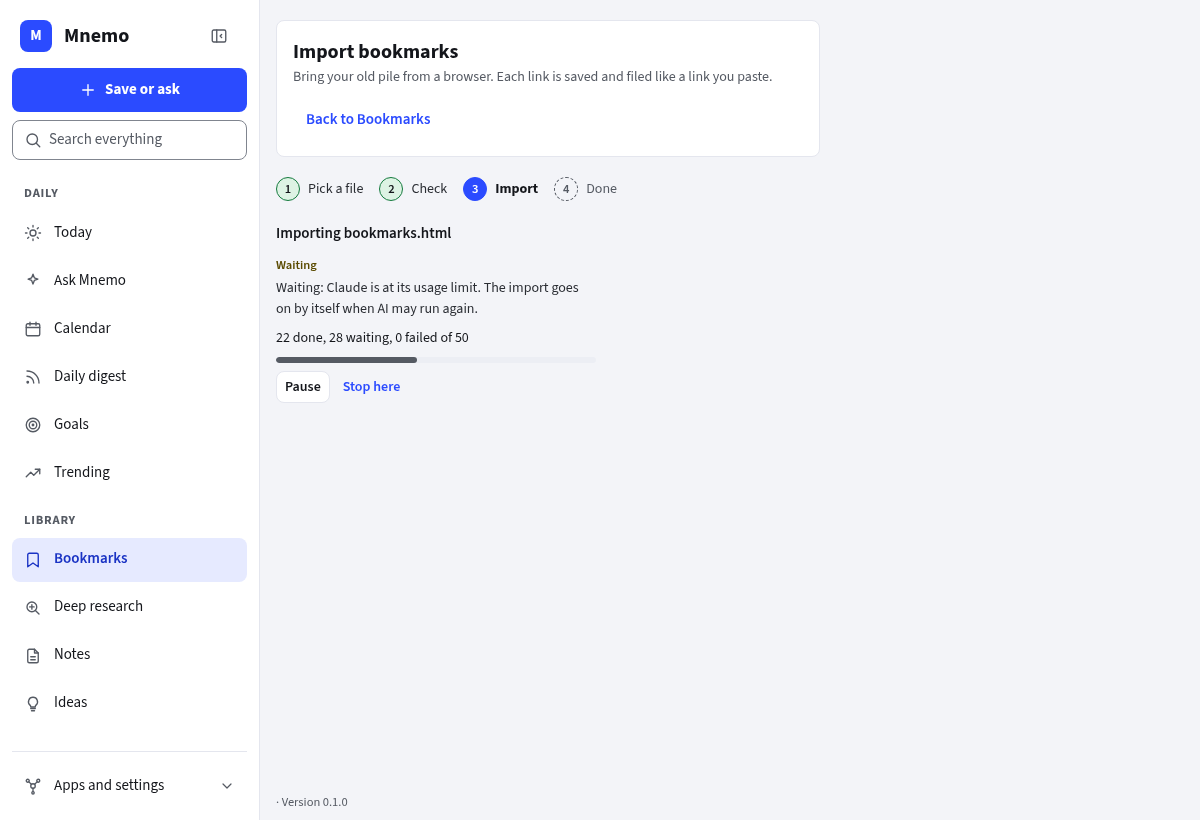 M Mnemo
Save or ask
Search everything
DAILY
Today
Ask Mnemo
Calendar
Daily digest
Goals
Trending
LIBRARY
Bookmarks
Deep research
Notes
Ideas
Apps and settings
Import bookmarks
Bring your old pile from a browser. Each link is saved and filed like a link you paste.
Back to Bookmarks
1 Pick a file 2 Check 3 Import 4 Done
Importing bookmarks.html
Waiting
Waiting: Claude is at its usage limit. The import goes
on by itself when AI may run again.
22 done, 28 waiting, 0 failed of 50
Pause Stop here
· Version 0.1.0